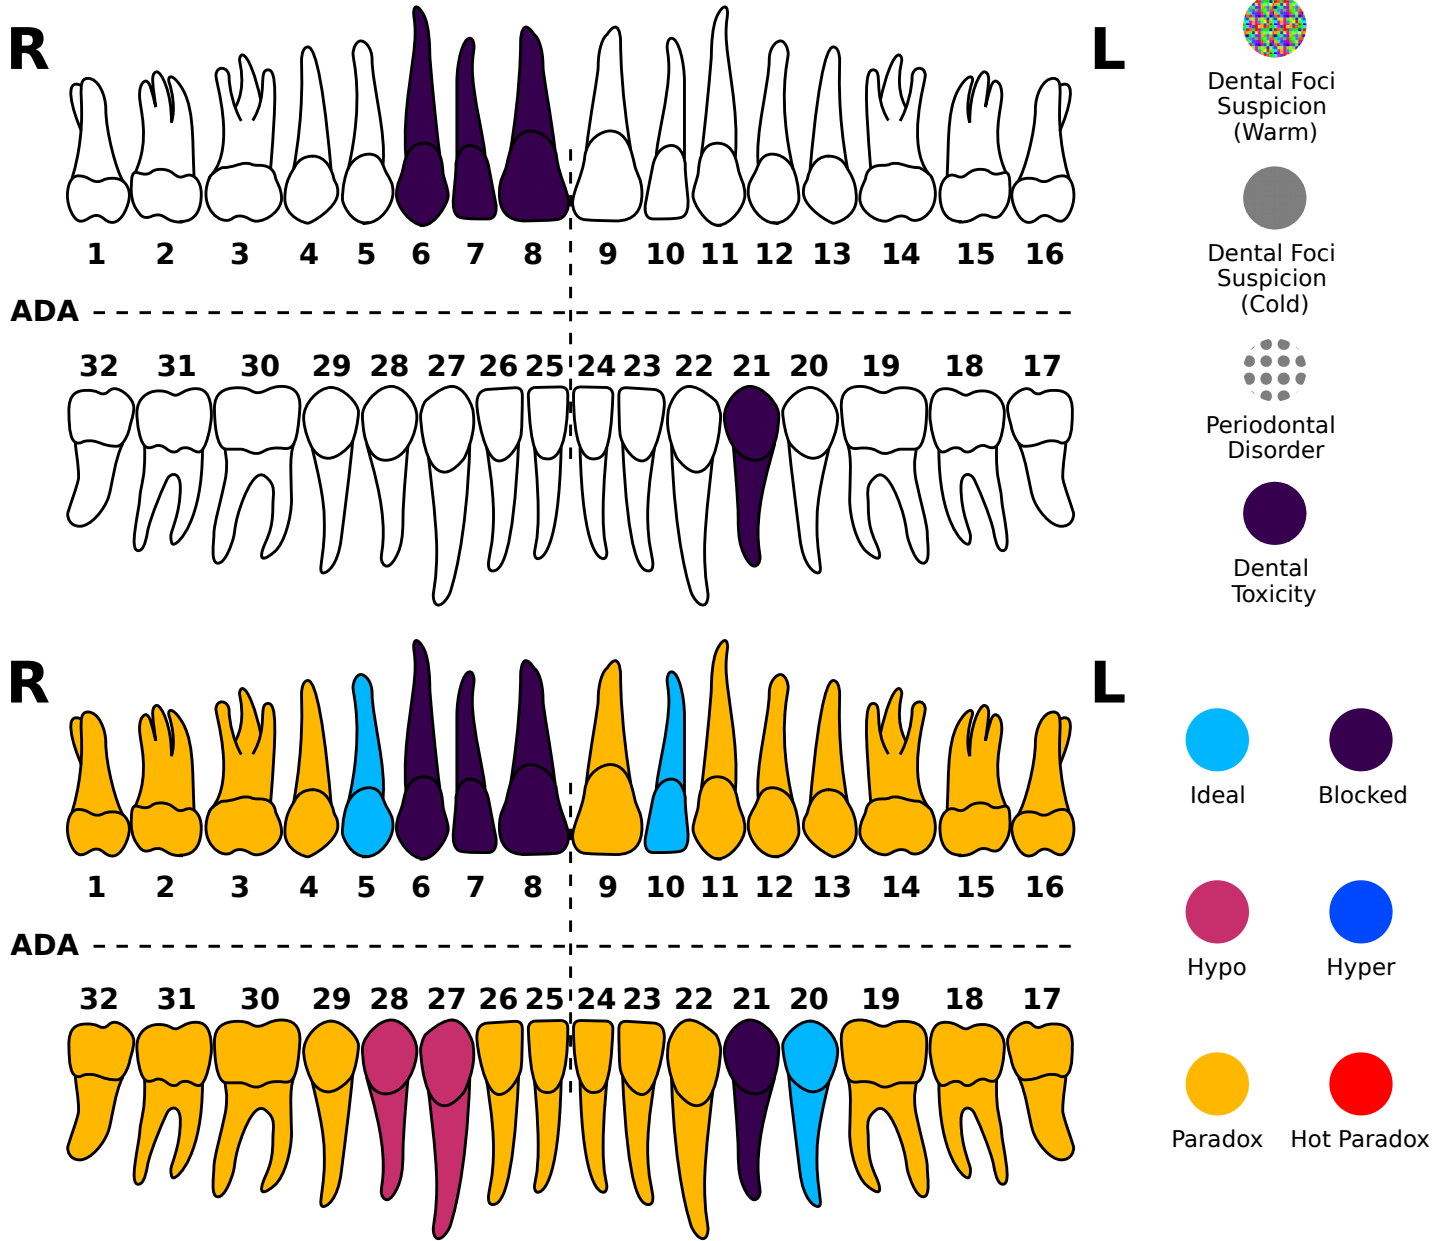 R L
1 2 3 4 5 6 7 8 9 10 11 12 13 14 15 16
ADA
32 31 30 29 28 27 26 25 24 23 22 21 20 19 18 17
Dental Foci
Suspicion
(Warm)
Dental Foci
Suspicion
(Cold)
Periodontal
Disorder
Dental
Toxicity
R L
1 2 3 4 5 6 7 8 9 10 11 12 13 14 15 16
ADA
32 31 30 29 28 27 26 25 24 23 22 21 20 19 18 17
Ideal Blocked
Hypo Hyper
Paradox Hot Paradox